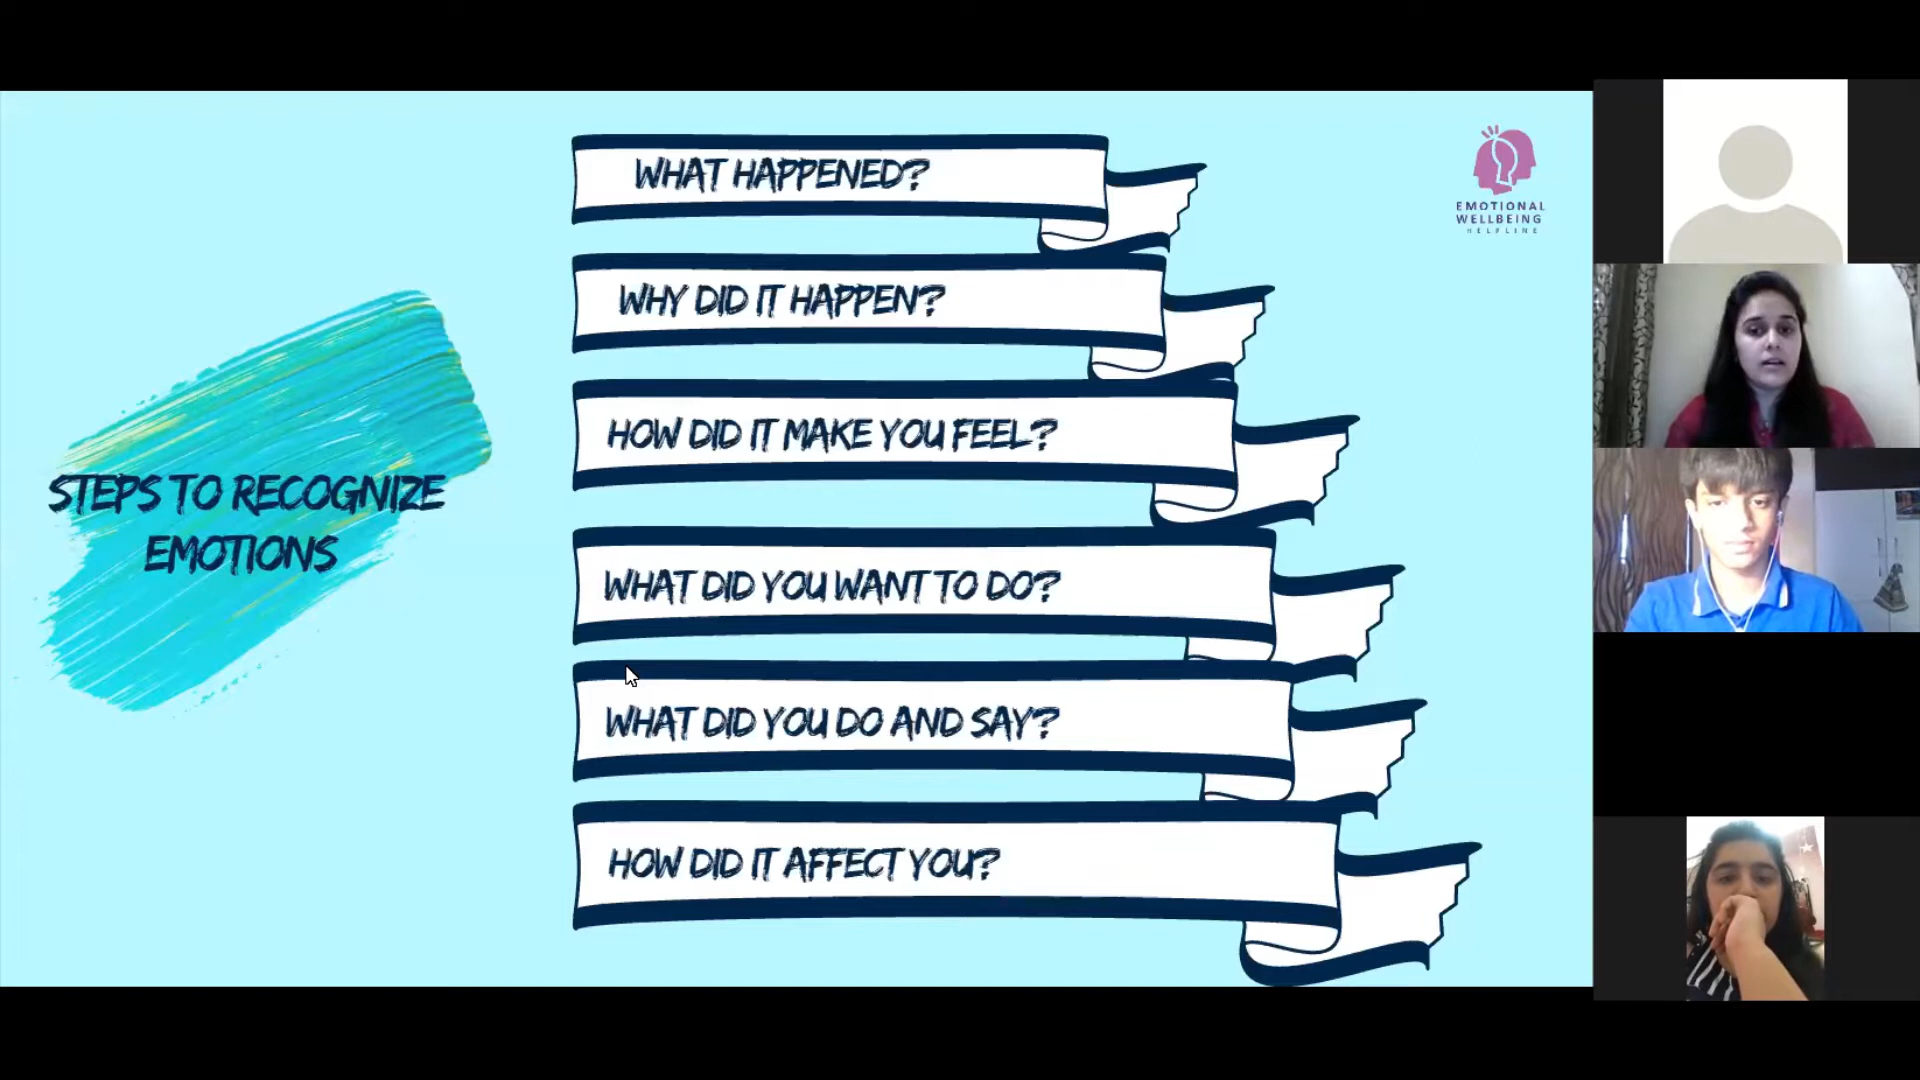 STEPS TO RECOGNIZE
EMOTIONS
WHAT HAPPENED?
WHY DID IT HAPPEN?
HOW DID IT MAKE YOU FEEL?
WHAT DID YOU WANT TO DO?
WHAT DID YOU DO AND SAY?
HOW DID IT AFFECT YOU?
EMOTIONAL
WELLBEING
HELPLINE